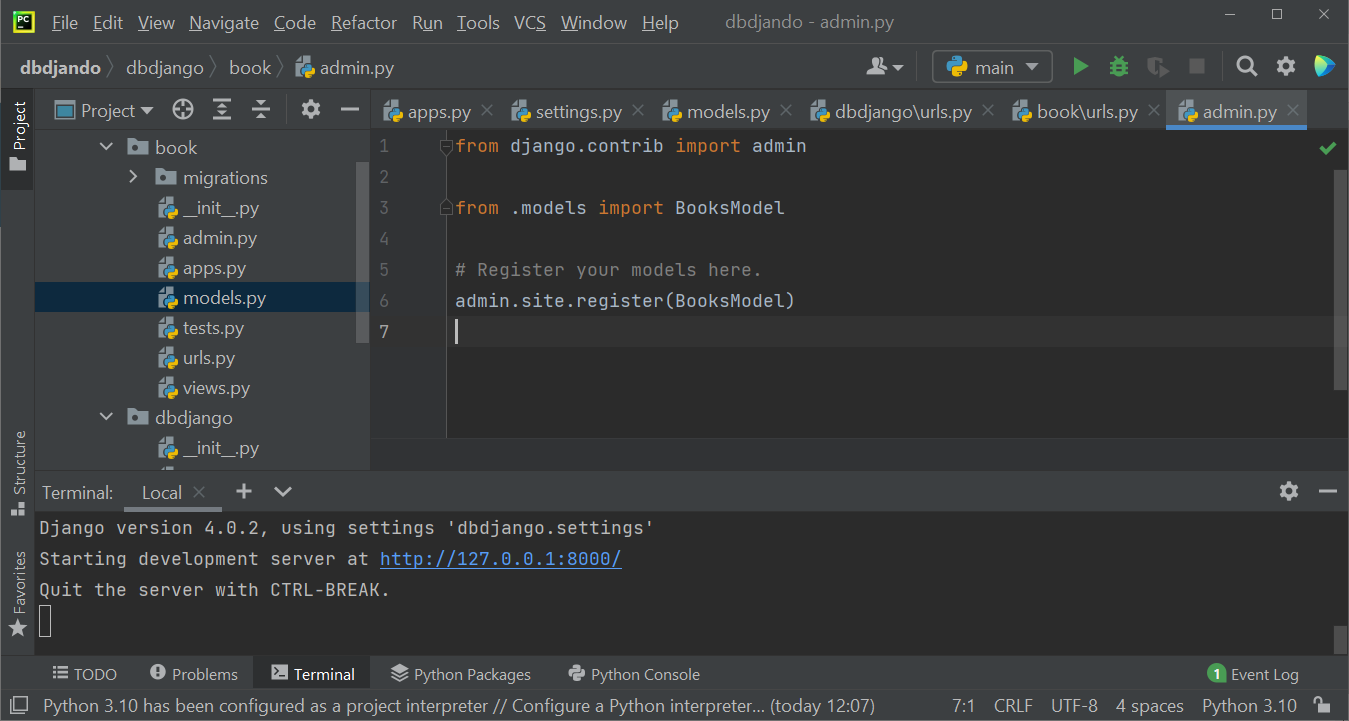 PC File Edit View Navigate Code Refactor Run Tools VCS Window Help dbdjando - admin.py
dbdjando dbdjango book admin.py main
Project apps.py settings.py models.py dbdjango\urls.py book\urls.py admin.py
Project
book
migrations
__init__.py
admin.py
apps.py
models.py
tests.py
urls.py
views.py
dbdjango
__init__.py
1 from django.contrib import admin
2
3 from .models import BooksModel
4
5 # Register your models here.
6 admin.site.register(BooksModel)
7
Structure
Favorites
Terminal: Local
Django version 4.0.2, using settings 'dbdjango.settings'
Starting development server at http://127.0.0.1:8000/
Quit the server with CTRL-BREAK.
TODO Problems Terminal Python Packages Python Console 1 Event Log
Python 3.10 has been configured as a project interpreter // Configure a Python interpreter... (today 12:07) 7:1 CRLF UTF-8 4 spaces Python 3.10